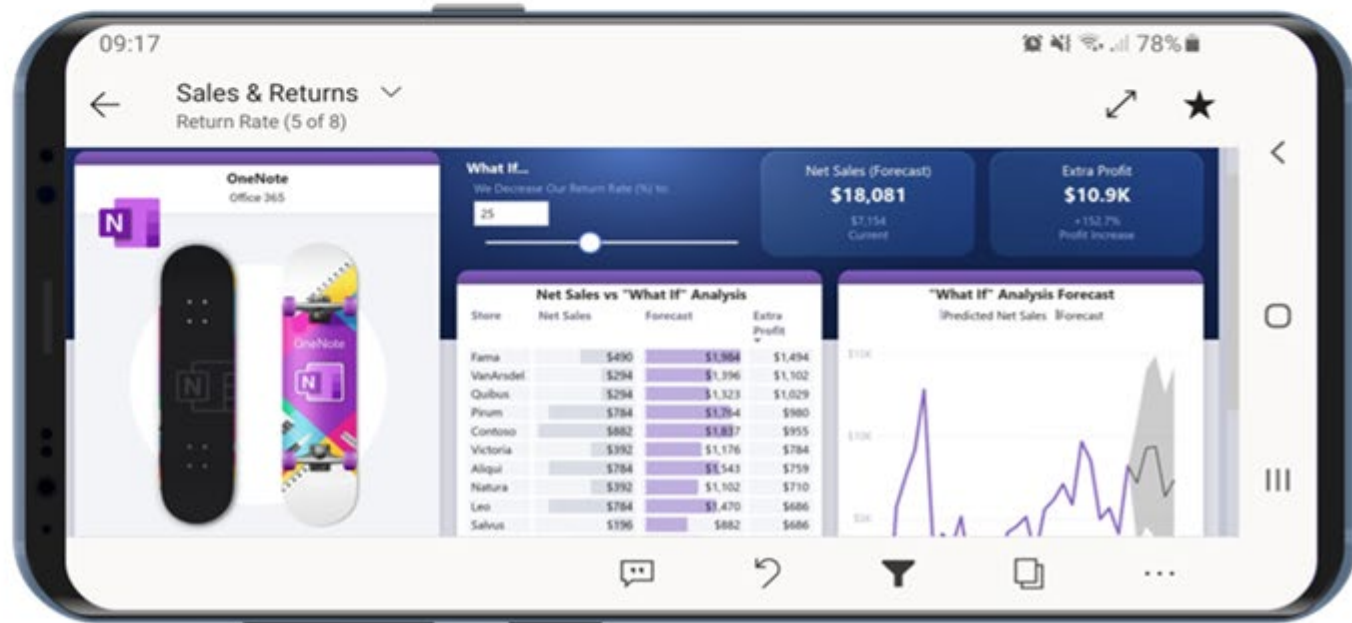 09:17
78%
Sales & Returns
Return Rate (5 of 8)
OneNote
Office 365
N
OneNote
N
N
What If...
We Decrease Our Return Rate (%) to:
25
Net Sales (Forecast)
$18,081
$7,154
Current
Extra Profit
$10.9K
+152.7%
Profit Increase
Net Sales vs "What If" Analysis
Store Net Sales Forecast Extra Profit
Fama $490 $1,984 $1,494
VanArsdel $294 $1,396 $1,102
Quibus $294 $1,323 $1,029
Pirum $784 $1,764 $980
Contoso $882 $1,837 $955
Victoria $392 $1,176 $784
Aliqui $784 $1,543 $759
Natura $392 $1,102 $710
Leo $784 $1,470 $686
Salvus $196 $882 $686
"What If" Analysis Forecast
Predicted Net Sales Forecast
$10K